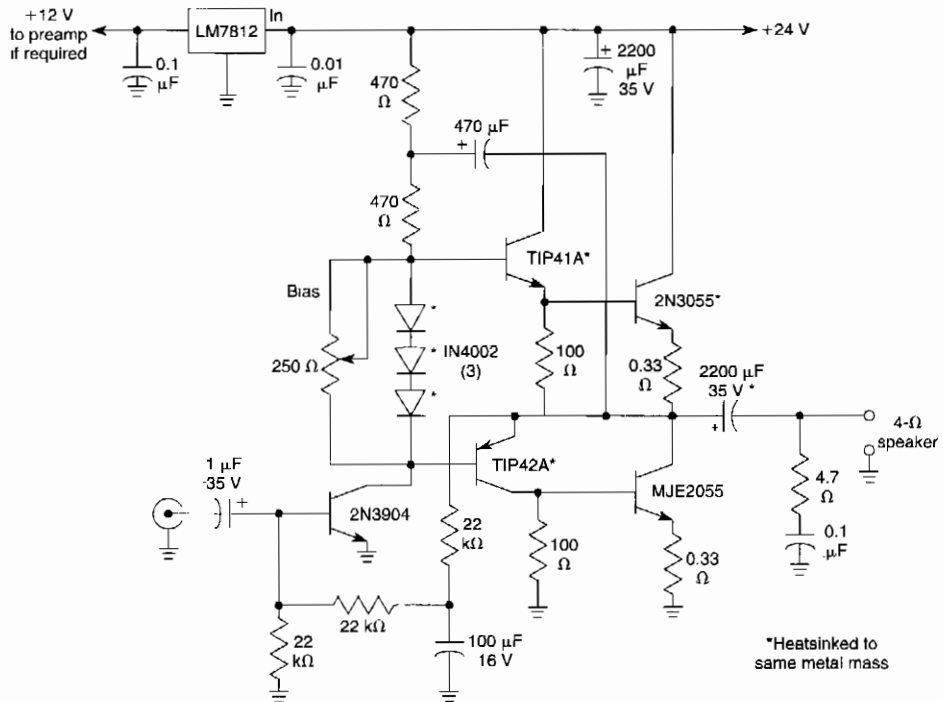 +12 V
to preamp
if required
LM7812
In
+24 V
0.1
µF
0.01
µF
+ 2200
µF
35 V
470
Ω
470 µF
+
470
Ω
TIP41A*
Bias
2N3055*
*
* IN4002
(3)
*
250 Ω
100
Ω
0.33
Ω
2200 µF
35 V *
+
4-Ω
speaker
TIP42A*
MJE2055
4.7
Ω
1 µF
-35 V
+
2N3904
22
kΩ
100
Ω
0.33
Ω
0.1
µF
22 kΩ
22
kΩ
100 µF
16 V
*Heatsinked to
same metal mass